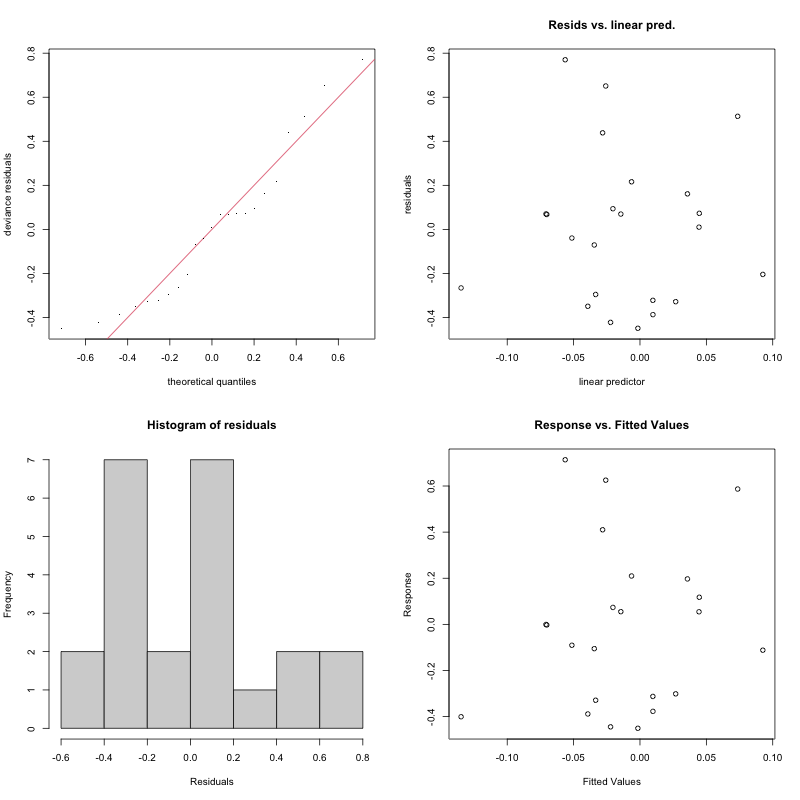 0.8
0.6
0.4
0.2
0.0
-0.2
-0.4
deviance residuals
-0.6 -0.4 -0.2 0.0 0.2 0.4 0.6
theoretical quantiles
Resids vs. linear pred.
0.8
0.6
0.4
0.2
0.0
-0.2
-0.4
residuals
-0.10 -0.05 0.00 0.05 0.10
linear predictor
Histogram of residuals
7
6
5
4
3
2
1
0
Frequency
-0.6 -0.4 -0.2 0.0 0.2 0.4 0.6 0.8
Residuals
Response vs. Fitted Values
0.6
0.4
0.2
0.0
-0.2
-0.4
Response
-0.10 -0.05 0.00 0.05 0.10
Fitted Values